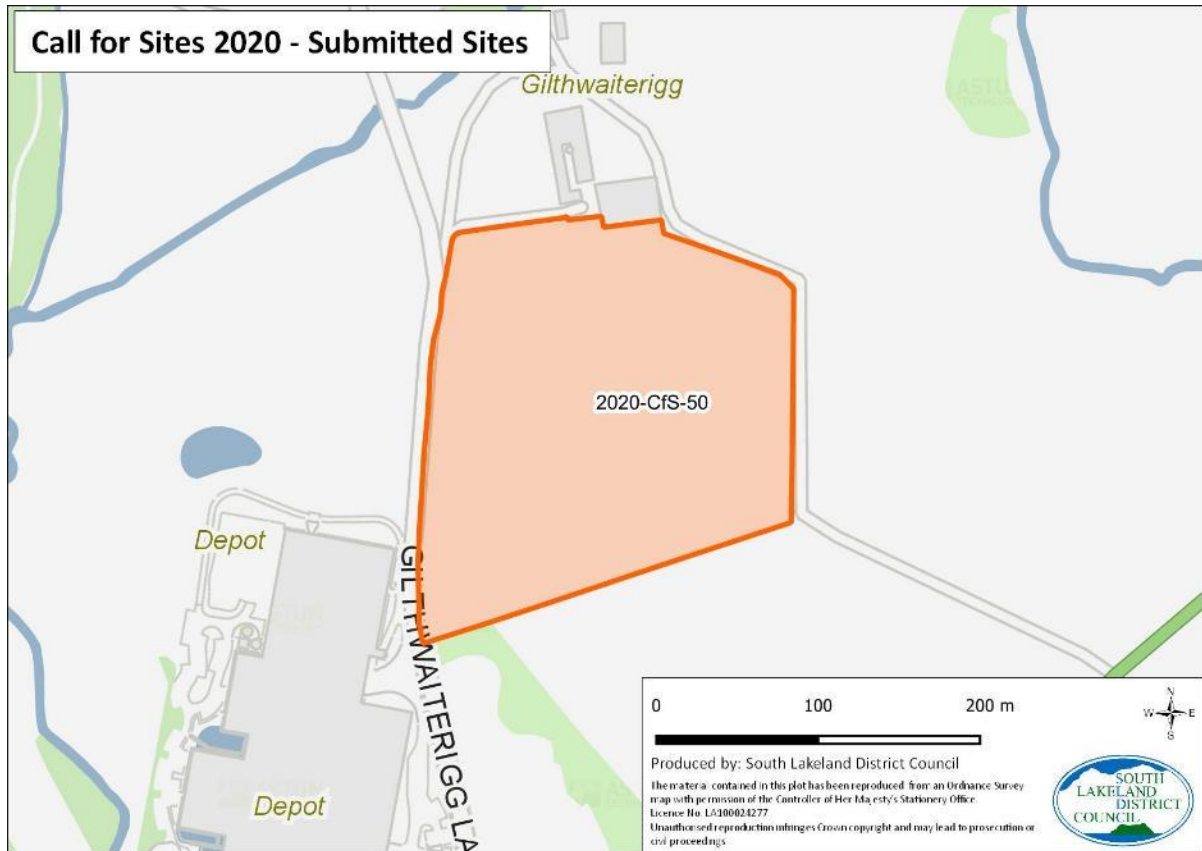 Call for Sites 2020 - Submitted Sites
Gilthwaiterigg
2020-CfS-50
Depot
GILTHWAITERIGG LA
Depot
0 100 200 m
N
W E
S
Produced by: South Lakeland District Council
The material contained in this plot has been reproduced from an Ordnance Survey
map with permission of the Controller of Her Majesty's Stationery Office.
Licence No. LA100024277
Unauthorised reproduction infringes Crown copyright and may lead to prosecution or
civil proceedings
SOUTH
LAKELAND
DISTRICT
COUNCIL